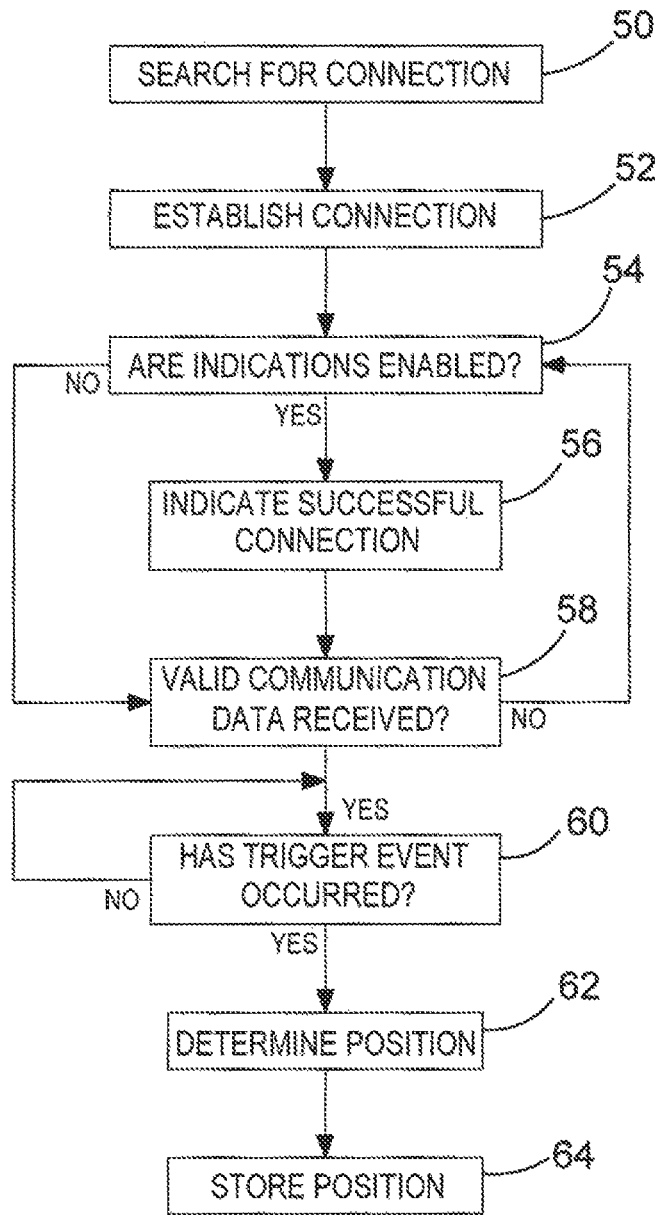 50
SEARCH FOR CONNECTION
52
ESTABLISH CONNECTION
54
ARE INDICATIONS ENABLED?
NO
YES
56
INDICATE SUCCESSFUL
CONNECTION
58
VALID COMMUNICATION
DATA RECEIVED?
NO
YES
60
HAS TRIGGER EVENT
OCCURRED?
NO
YES
62
DETERMINE POSITION
64
STORE POSITION